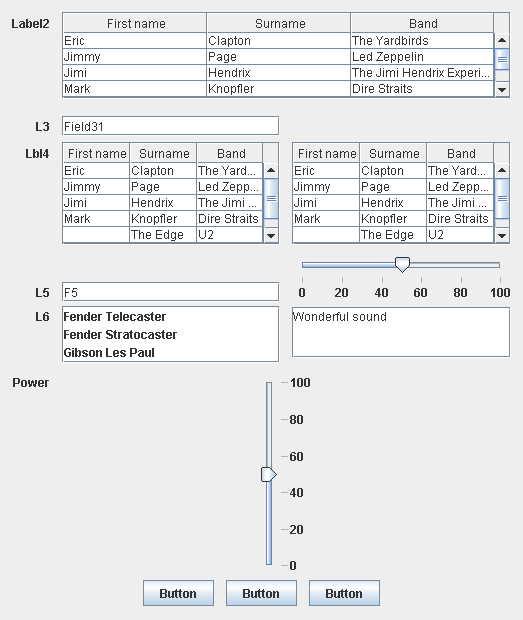 Label2 First name Surname Band
Eric Clapton The Yardbirds
Jimmy Page Led Zeppelin
Jimi Hendrix The Jimi Hendrix Experi...
Mark Knopfler Dire Straits
L3 Field31
Lbl4 First name Surname Band First name Surname Band
Eric Clapton The Yard... Eric Clapton The Yard...
Jimmy Page Led Zepp... Jimmy Page Led Zepp...
Jimi Hendrix The Jimi ... Jimi Hendrix The Jimi ...
Mark Knopfler Dire Straits Mark Knopfler Dire Straits
The Edge U2 The Edge U2
L5 F5 0 20 40 60 80 100
L6 Fender Telecaster Wonderful sound
Fender Stratocaster
Gibson Les Paul
Power 100
80
60
40
20
0
Button Button Button